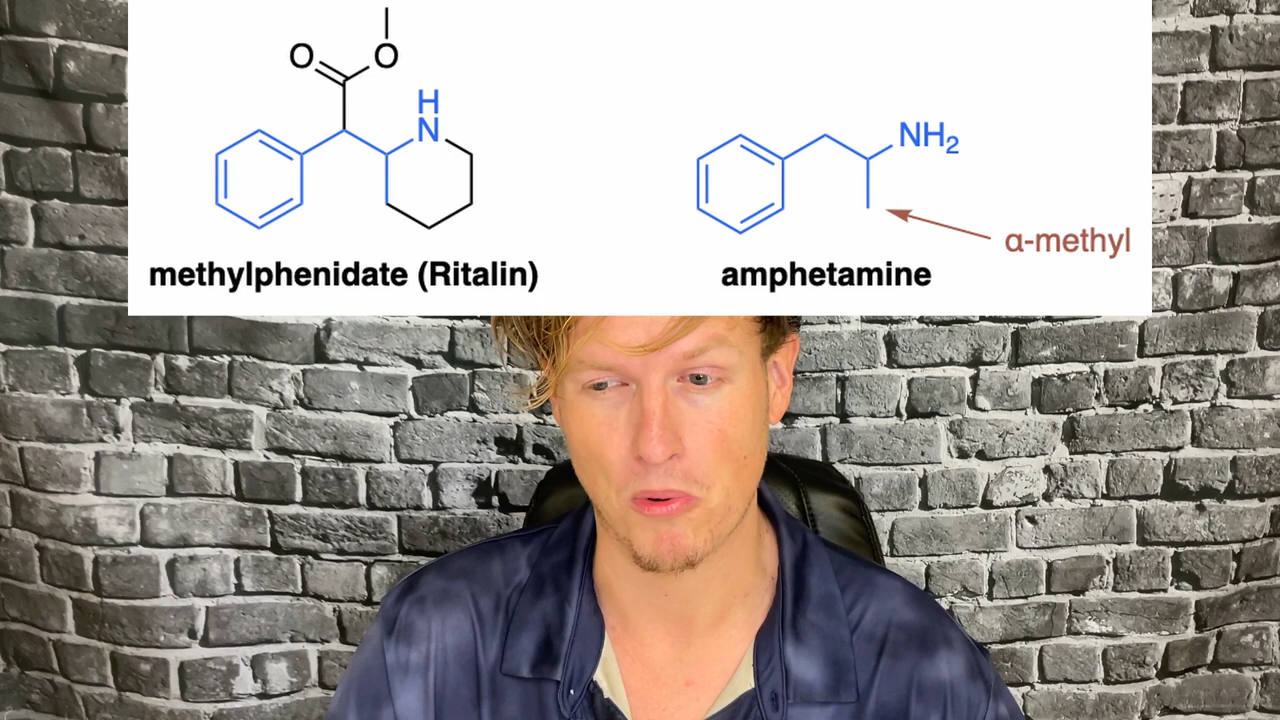 O
O
H
N
NH₂
α-methyl
methylphenidate (Ritalin)
amphetamine